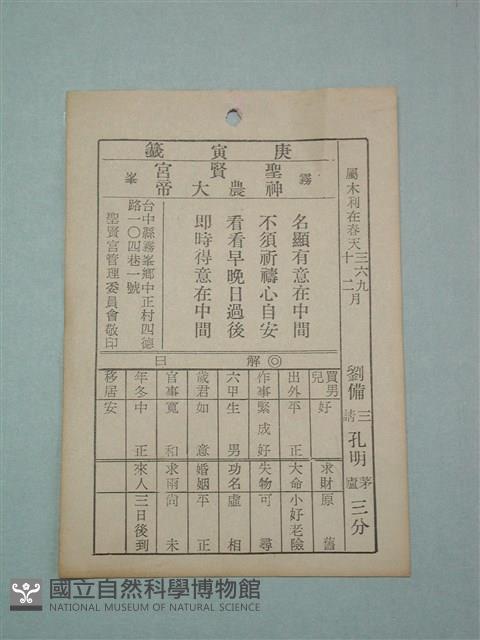 屬木利在春天三六九月十二
劉備三請孔明茅廬三分
庚寅籤
霧峯
聖賢宮
神農大帝
名顯有意在中間
不須祈禱心自安
看看早晚日過後
即時得意在中間
台中縣霧峯鄉中正村四德
路一〇四巷一號
聖賢宮管理委員會敬印
◎解曰
買男兒 好
出外 平正
作事 緊成好
六甲 生男
歲君 如意
官事 寬和
年冬 中正
移居 安
求財 原舊
大命 小好老險
失物 可尋
功名 虛相
婚姻 平正
求雨 尚未
來人 三日後到
國立自然科學博物館
NATIONAL MUSEUM OF NATURAL SCIENCE